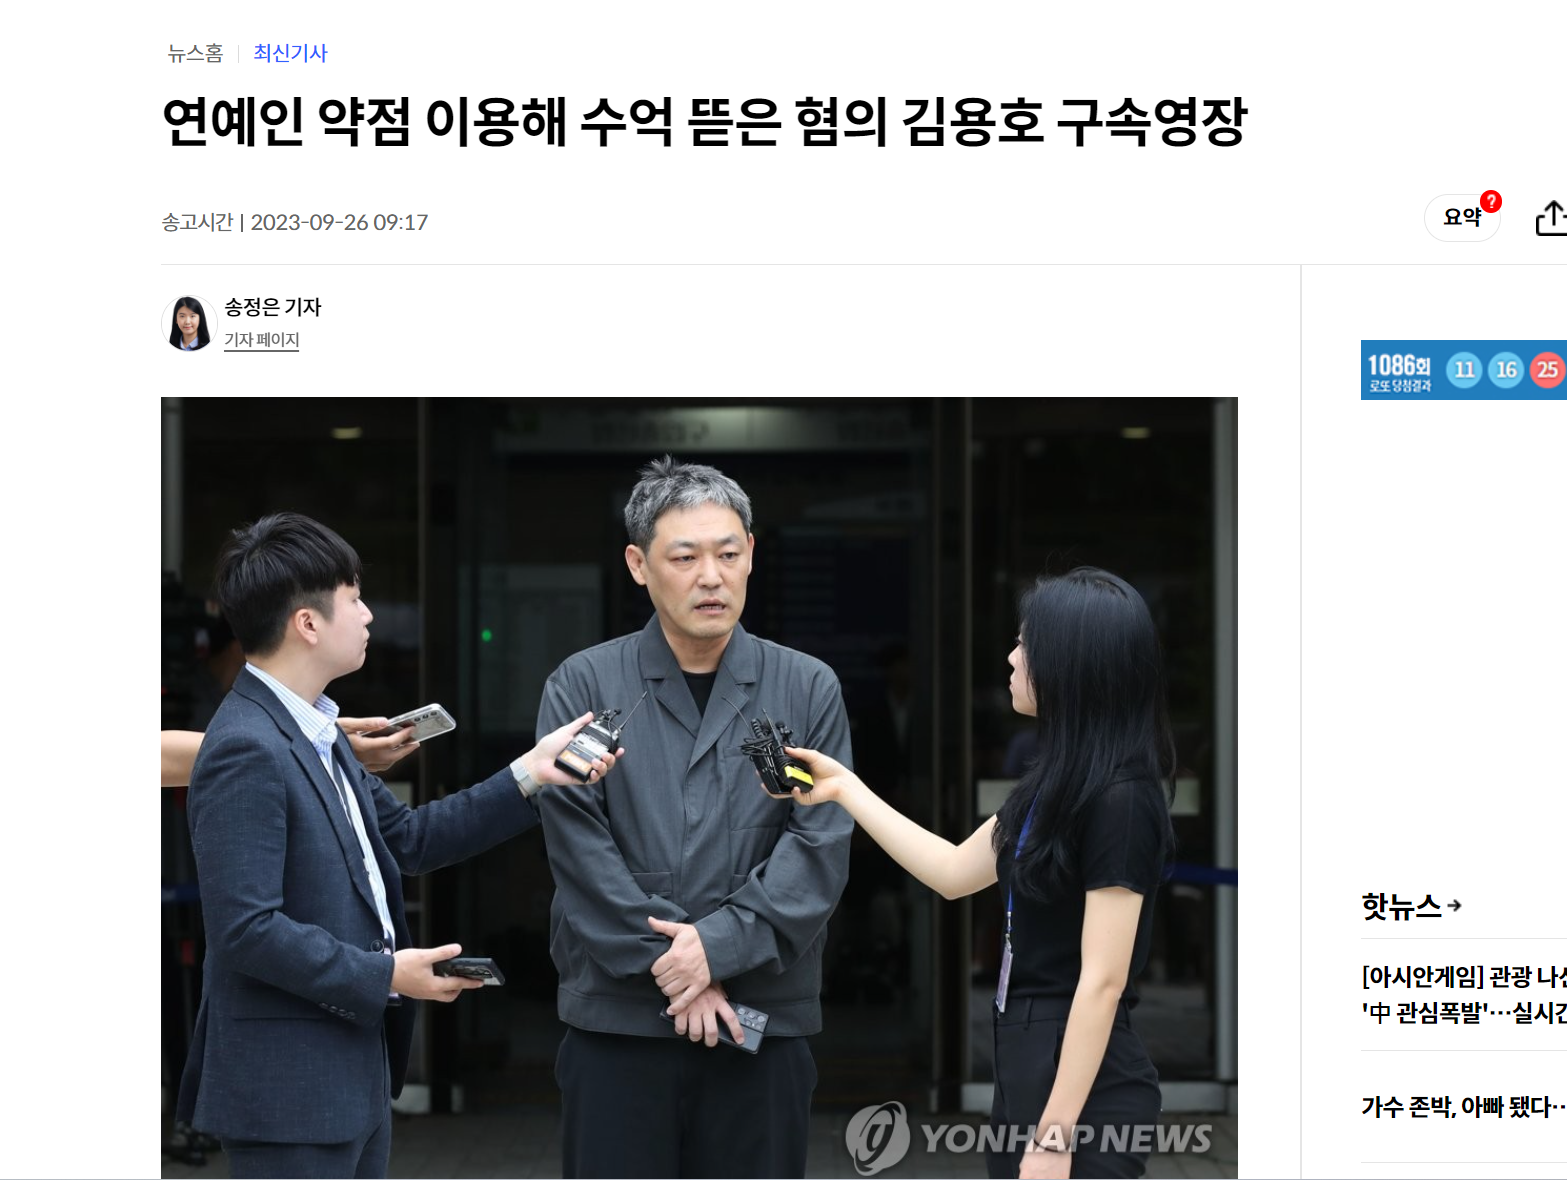 뉴스홈 | 최신기사
연예인 약점 이용해 수억 뜯은 혐의 김용호 구속영장
송고시간 | 2023-09-26 09:17
요약 ?
송정은 기자
기자 페이지
1086회
로또 당첨결과
11 16 25
핫뉴스
[아시안게임] 관광
'中 관심폭발'…실시간
가수 존박, 아빠 됐다…
YONHAP NEWS